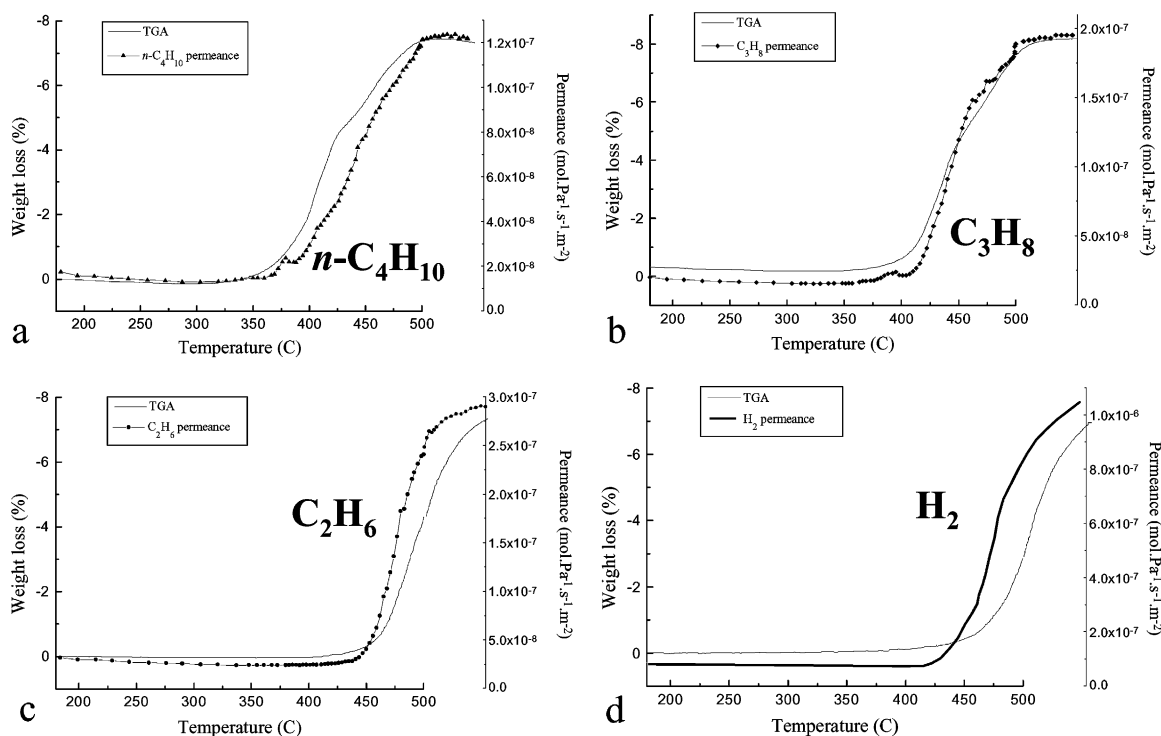 TGA
n-C4H10 permeance
-8
-6
-4
-2
0
1.2x10-7
1.0x10-7
8.0x10-8
6.0x10-8
4.0x10-8
2.0x10-8
0.0
Weight loss (%)
Permeance (mol.Pa-1.s-1.m-2)
n-C4H10
200 250 300 350 400 450 500
Temperature (C)
a
TGA
C3H8 permeance
-8
-6
-4
-2
0
2.0x10-7
1.5x10-7
1.0x10-7
5.0x10-8
0.0
Weight loss (%)
Permeance (mol.Pa-1.s-1.m-2)
C3H8
200 250 300 350 400 450 500
Temperature (C)
b
TGA
C2H6 permeance
-8
-6
-4
-2
0
3.0x10-7
2.5x10-7
2.0x10-7
1.5x10-7
1.0x10-7
5.0x10-8
0.0
Weight loss (%)
Permeance (mol.Pa-1.s-1.m-2)
C2H6
200 250 300 350 400 450 500
Temperature (C)
c
TGA
H2 permeance
-8
-6
-4
-2
0
1.0x10-6
8.0x10-7
6.0x10-7
4.0x10-7
2.0x10-7
0.0
Weight loss (%)
Permeance (mol.Pa-1.s-1.m-2)
H2
200 250 300 350 400 450 500
Temperature (C)
d